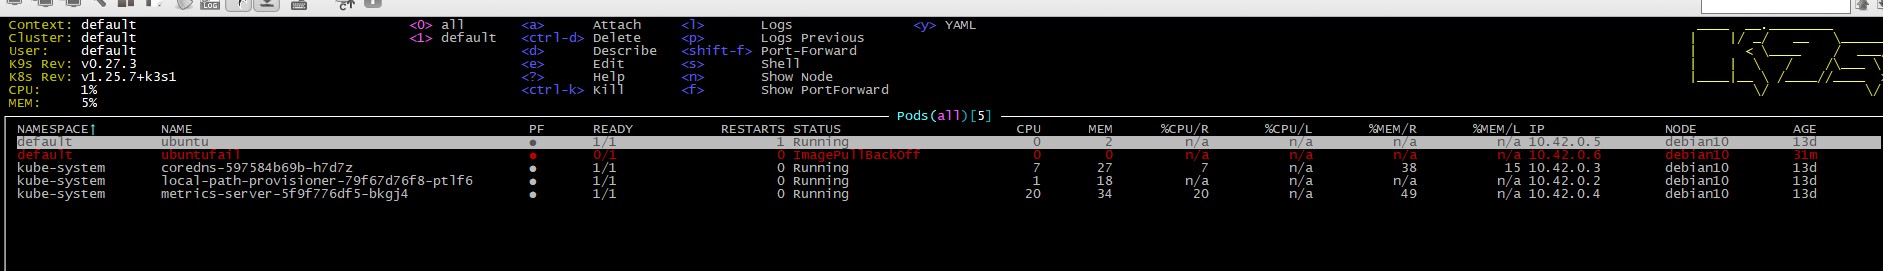 Context: default <0> all <a> Attach <l> Logs <y> YAML
Cluster: default <1> default <ctrl-d> Delete <p> Logs Previous
User: default <d> Describe <shift-f> Port-Forward
K9s Rev: v0.27.3 <e> Edit <s> Shell
K8s Rev: v1.25.7+k3s1 <?> Help <n> Show Node
CPU: 1% <ctrl-k> Kill <f> Show PortForward
MEM: 5%
Pods(all)[5]
NAMESPACE↑ NAME PF READY RESTARTS STATUS CPU MEM %CPU/R %CPU/L %MEM/R %MEM/L IP NODE AGE
default ubuntu ● 1/1 1 Running 0 2 n/a n/a n/a n/a 10.42.0.5 debian10 13d
default ubuntufail ● 0/1 0 ImagePullBackOff 0 0 n/a n/a n/a n/a 10.42.0.6 debian10 31m
kube-system coredns-597584b69b-h7d7z ● 1/1 0 Running 7 27 7 n/a 38 15 10.42.0.3 debian10 13d
kube-system local-path-provisioner-79f67d76f8-ptlf6 ● 1/1 0 Running 1 18 n/a n/a n/a n/a 10.42.0.2 debian10 13d
kube-system metrics-server-5f9f776df5-bkgj4 ● 1/1 0 Running 20 34 20 n/a 49 n/a 10.42.0.4 debian10 13d